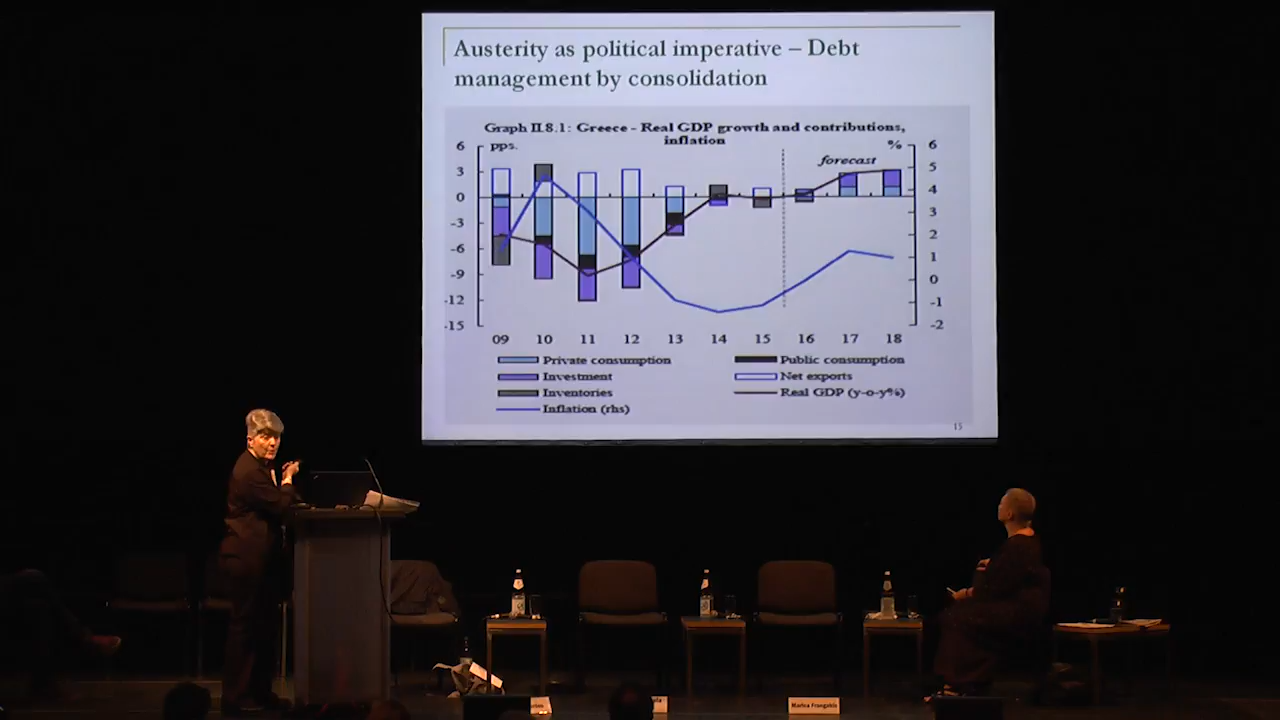 Austerity as political imperative – Debt
management by consolidation
Graph II.8.1: Greece - Real GDP growth and contributions,
inflation
6 pps. % 6
3 forecast 5
0 4
-3 3
-6 2
-9 1
-12 0
-15 -1
-2
09 10 11 12 13 14 15 16 17 18
Private consumption Public consumption
Investment Net exports
Inventories Real GDP (y-o-y%)
Inflation (rhs)
15
Marica Frangakis